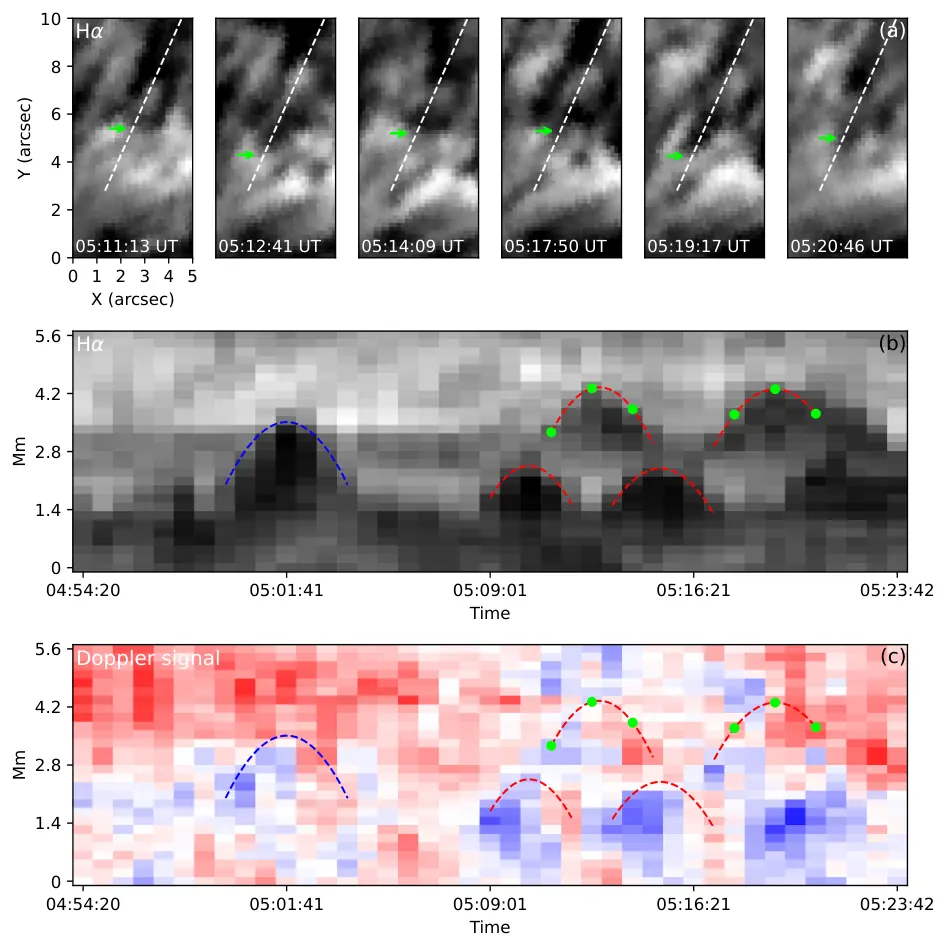 Hα
(a)
10
8
6
4
2
0
Y (arcsec)
05:11:13 UT
05:12:41 UT
05:14:09 UT
05:17:50 UT
05:19:17 UT
05:20:46 UT
0 1 2 3 4 5
X (arcsec)
Hα
(b)
5.6
4.2
2.8
1.4
0
Mm
04:54:20 05:01:41 05:09:01 05:16:21 05:23:42
Time
Doppler signal
(c)
5.6
4.2
2.8
1.4
0
Mm
04:54:20 05:01:41 05:09:01 05:16:21 05:23:42
Time